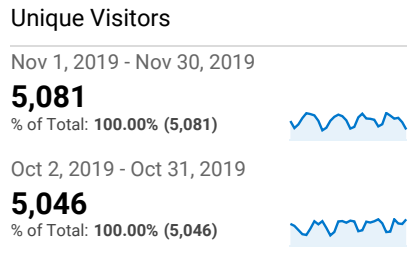 Unique Visitors
Nov 1, 2019 - Nov 30, 2019
5,081
% of Total: 100.00% (5,081)
Oct 2, 2019 - Oct 31, 2019
5,046
% of Total: 100.00% (5,046)